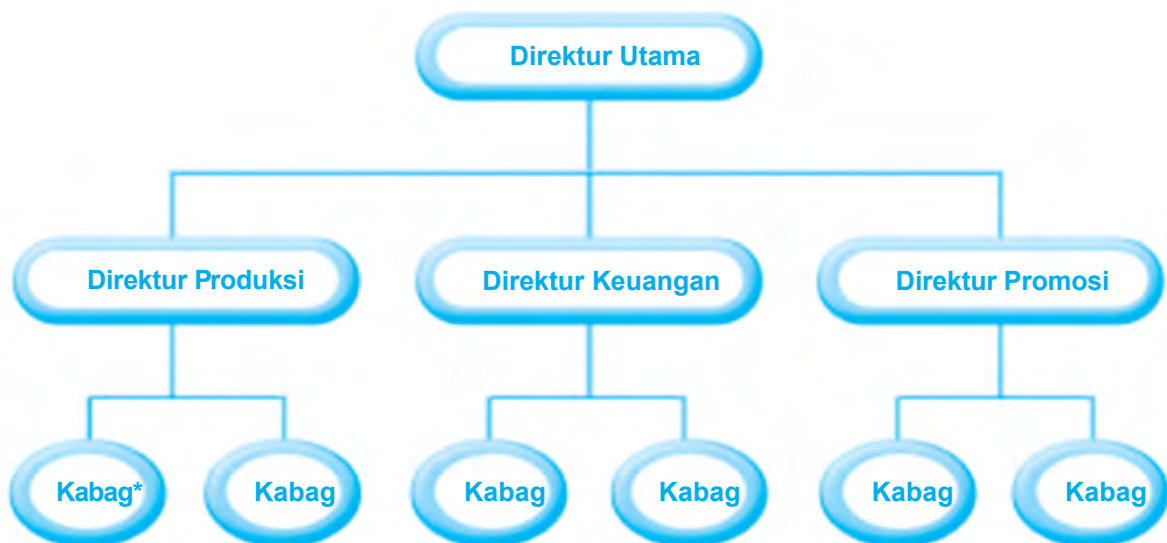 Direktur Utama
Direktur Produksi
Direktur Keuangan
Direktur Promosi
Kabag*
Kabag
Kabag
Kabag
Kabag
Kabag